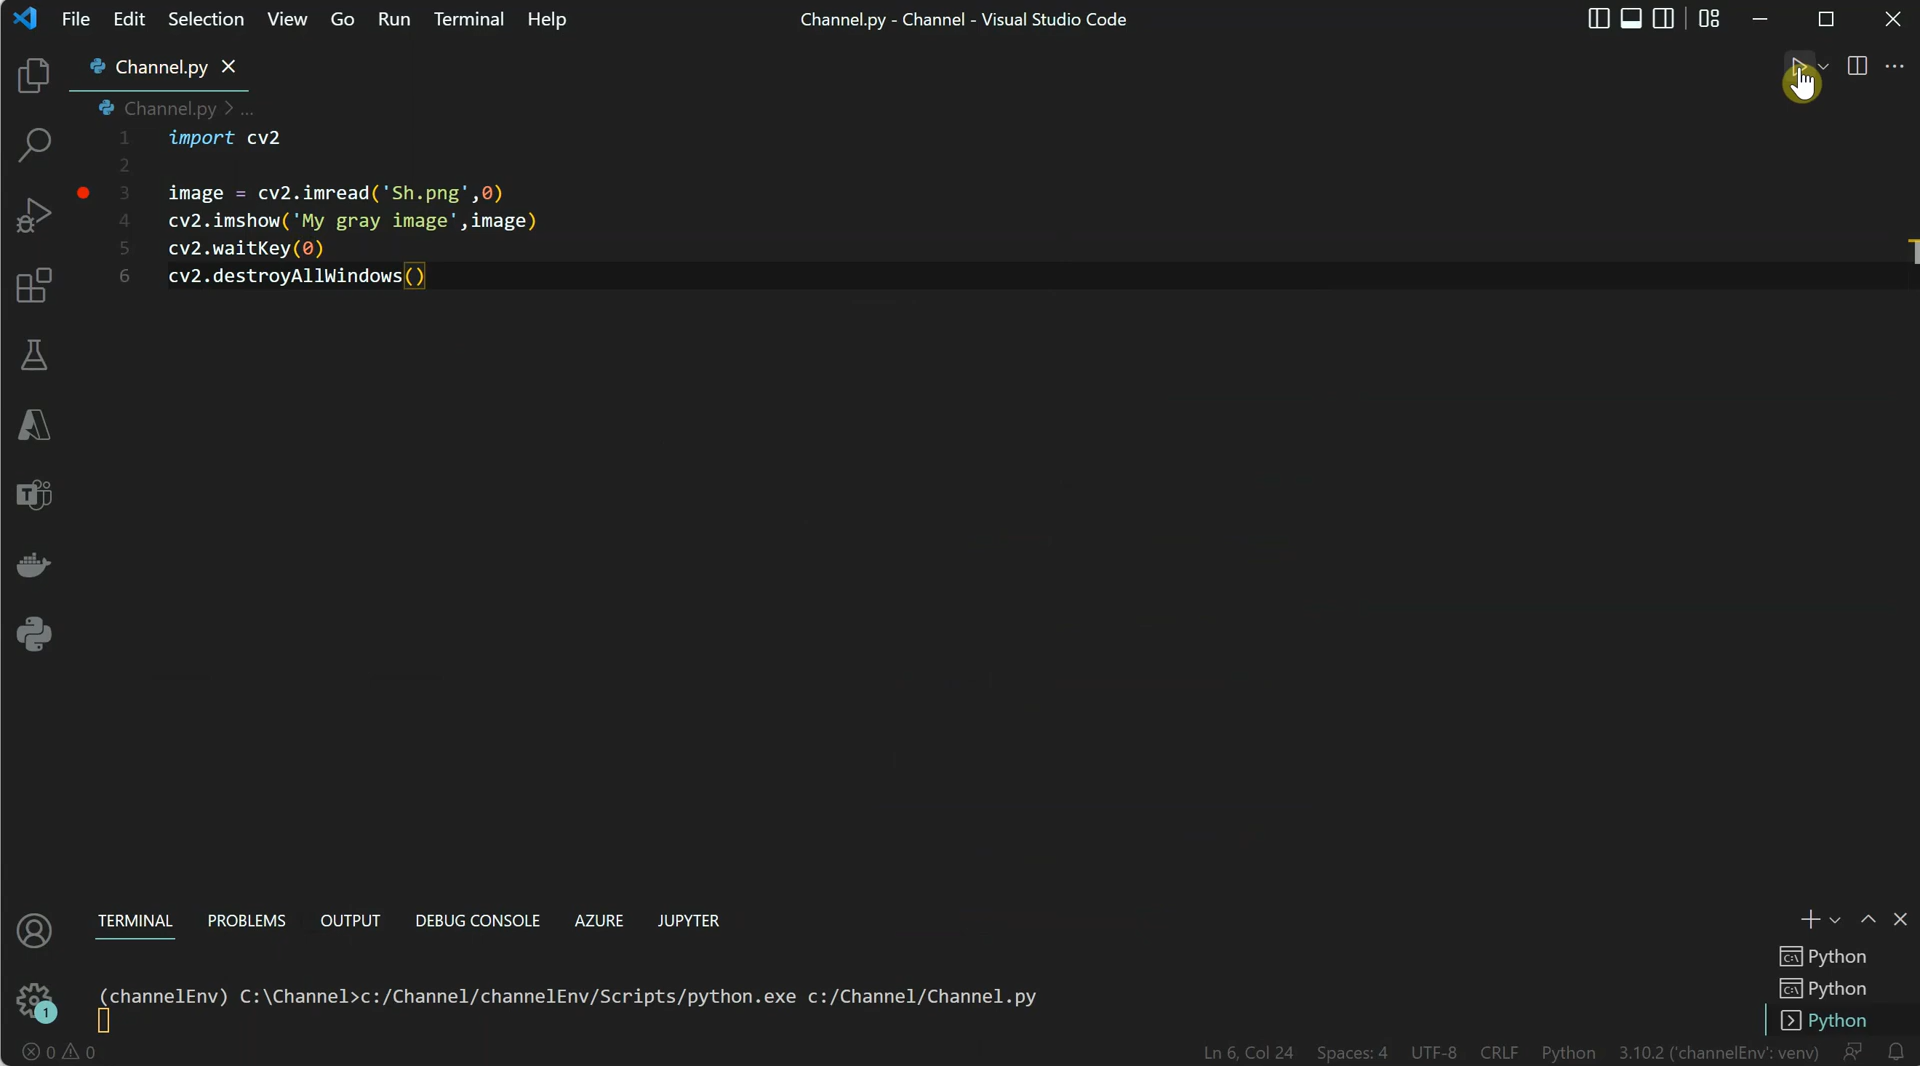 File Edit Selection View Go Run Terminal Help Channel.py - Channel - Visual Studio Code
Channel.py
Channel.py > ...
1 import cv2
2
3 image = cv2.imread('Sh.png',0)
4 cv2.imshow('My gray image',image)
5 cv2.waitKey(0)
6 cv2.destroyAllWindows()
TERMINAL PROBLEMS OUTPUT DEBUG CONSOLE AZURE JUPYTER
Python
Python
Python
(channelEnv) C:\Channel>c:/Channel/channelEnv/Scripts/python.exe c:/Channel/Channel.py
1
0 0 Ln 6, Col 24 Spaces: 4 UTF-8 CRLF Python 3.10.2 ('channelEnv': venv)